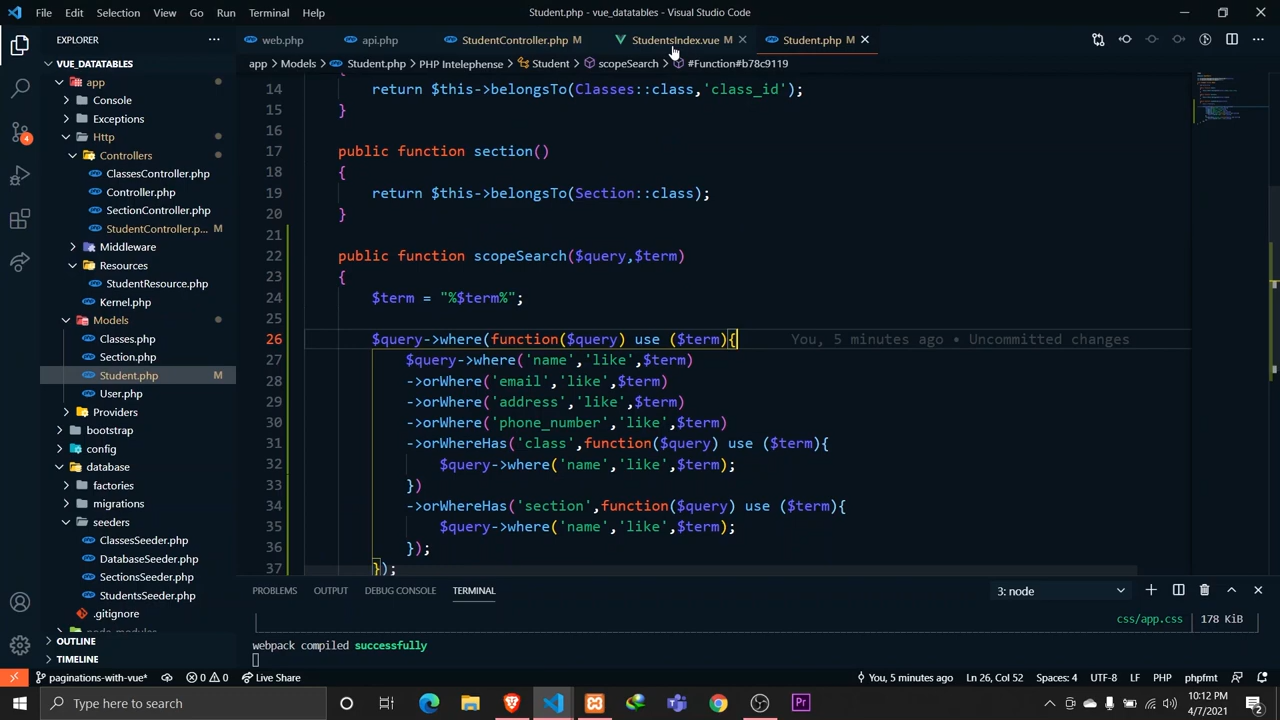 File Edit Selection View Go Run Terminal Help
Student.php - vue_datatables - Visual Studio Code
EXPLORER
web.php api.php StudentController.php M StudentsIndex.vue M Student.php M
VUE_DATATABLES
app > Models > Student.php > PHP Intelephense > Student > scopeSearch > #Function#b78c9119
app
Console
Exceptions
Http
Controllers
ClassesController.php
Controller.php
SectionController.php
StudentController.p... M
Middleware
Resources
StudentResource.php
Kernel.php
Models
Classes.php
Section.php
Student.php M
User.php
Providers
bootstrap
config
database
factories
migrations
seeders
ClassesSeeder.php
DatabaseSeeder.php
SectionsSeeder.php
StudentsSeeder.php
.gitignore
OUTLINE
TIMELINE
14 return $this->belongsTo(Classes::class,'class_id');
15 }
16
17 public function section()
18 {
19 return $this->belongsTo(Section::class);
20 }
21
22 public function scopeSearch($query,$term)
23 {
24 $term = "%$term%";
25
26 $query->where(function($query) use ($term){ You, 5 minutes ago • Uncommitted changes
27 $query->where('name','like',$term)
28 ->orWhere('email','like',$term)
29 ->orWhere('address','like',$term)
30 ->orWhere('phone_number','like',$term)
31 ->orWhereHas('class',function($query) use ($term){
32 $query->where('name','like',$term);
33 })
34 ->orWhereHas('section',function($query) use ($term){
35 $query->where('name','like',$term);
36 });
37 });
PROBLEMS OUTPUT DEBUG CONSOLE TERMINAL 3: node
css/app.css 178 KiB
webpack compiled successfully
paginations-with-vue* 0 0 Live Share You, 5 minutes ago Ln 26, Col 52 Spaces: 4 UTF-8 LF PHP phpfmt
4
Type here to search
Pr
10:12 PM
4/7/2021
2